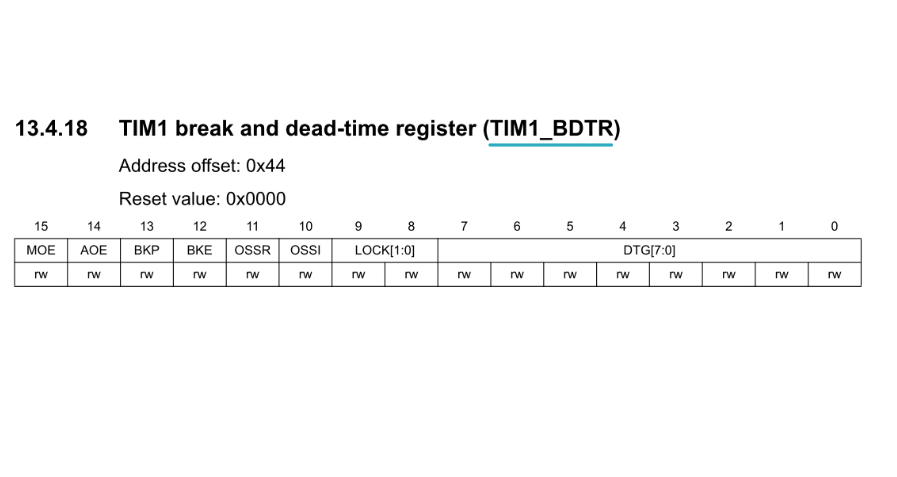 13.4.18 TIM1 break and dead-time register (TIM1_BDTR)
Address offset: 0x44
Reset value: 0x0000
15 14 13 12 11 10 9 8 7 6 5 4 3 2 1 0
MOE AOE BKP BKE OSSR OSSI LOCK[1:0] DTG[7:0]
rw rw rw rw rw rw rw rw rw rw rw rw rw rw rw rw